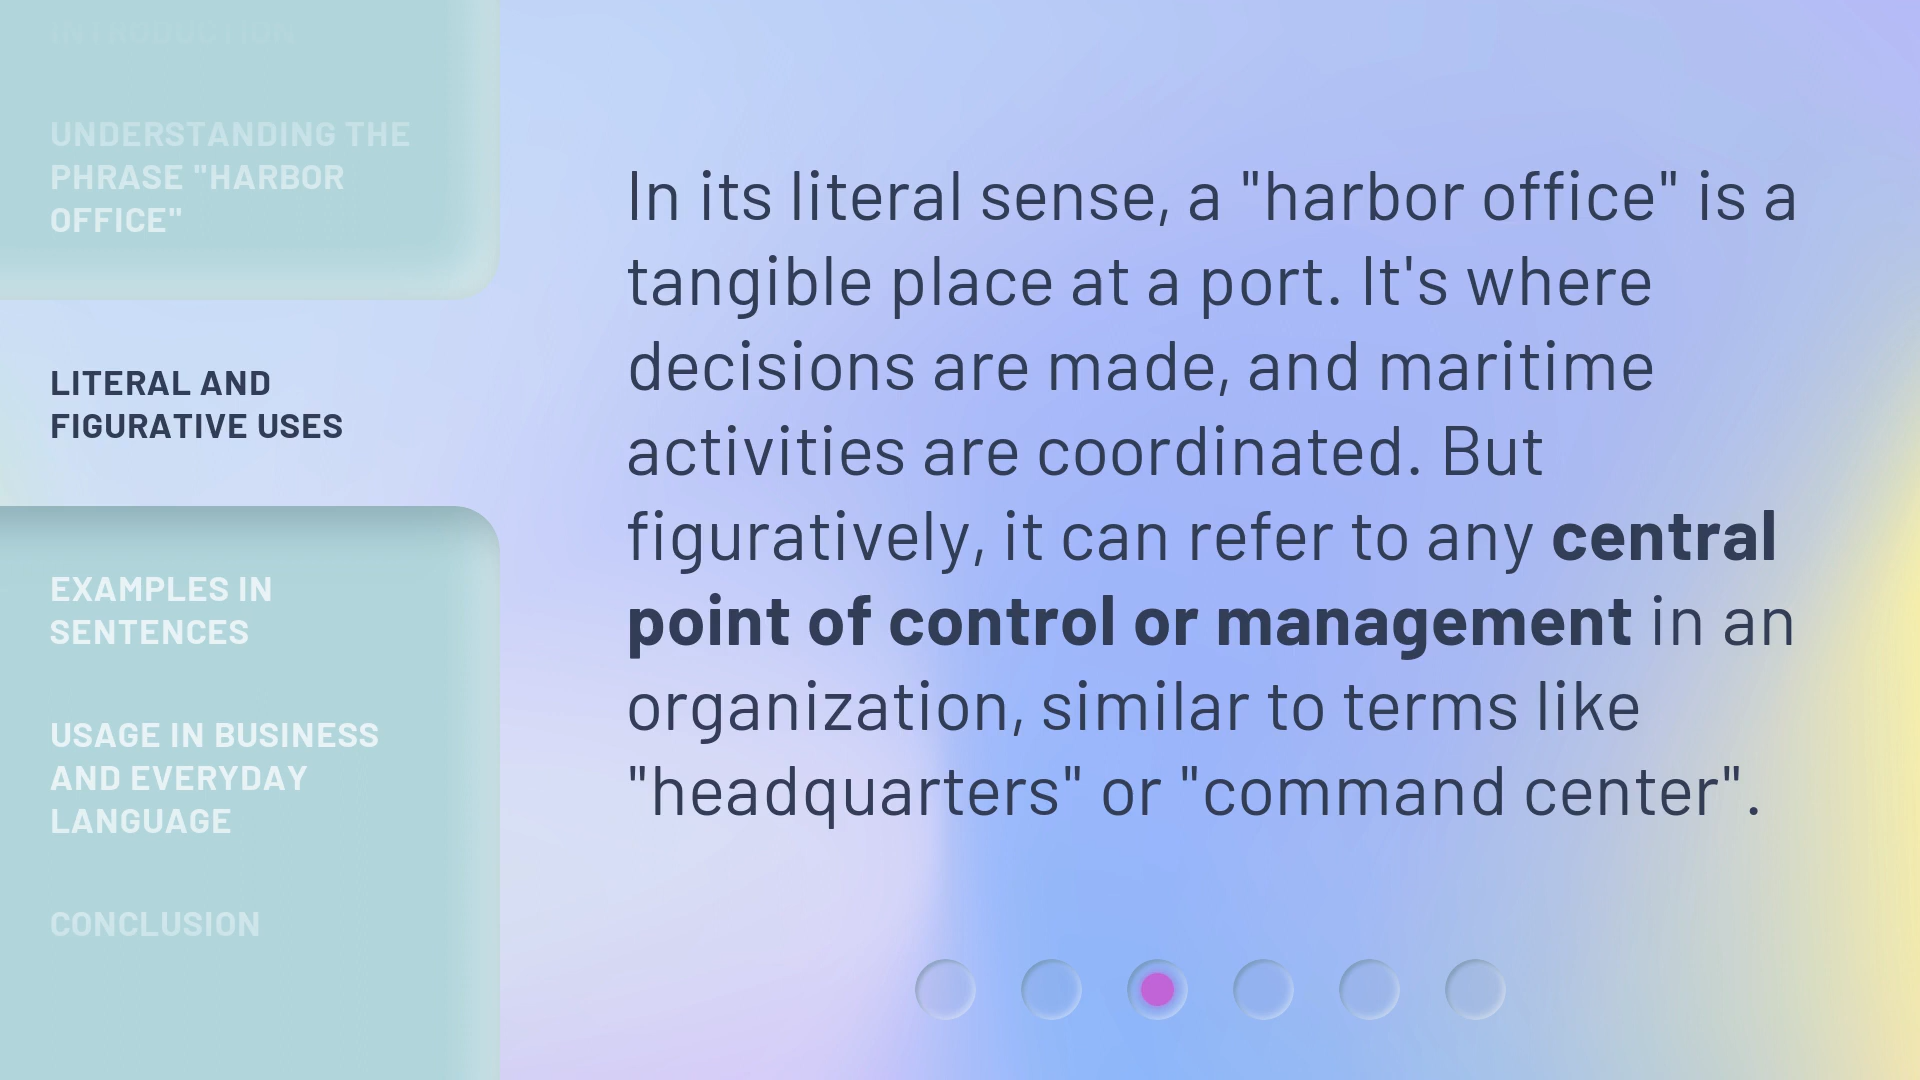 INTRODUCTION
UNDERSTANDING THE
PHRASE "HARBOR
OFFICE"
LITERAL AND
FIGURATIVE USES
EXAMPLES IN
SENTENCES
USAGE IN BUSINESS
AND EVERYDAY
LANGUAGE
CONCLUSION
In its literal sense, a "harbor office" is a
tangible place at a port. It's where
decisions are made, and maritime
activities are coordinated. But
figuratively, it can refer to any central
point of control or management in an
organization, similar to terms like
"headquarters" or "command center".